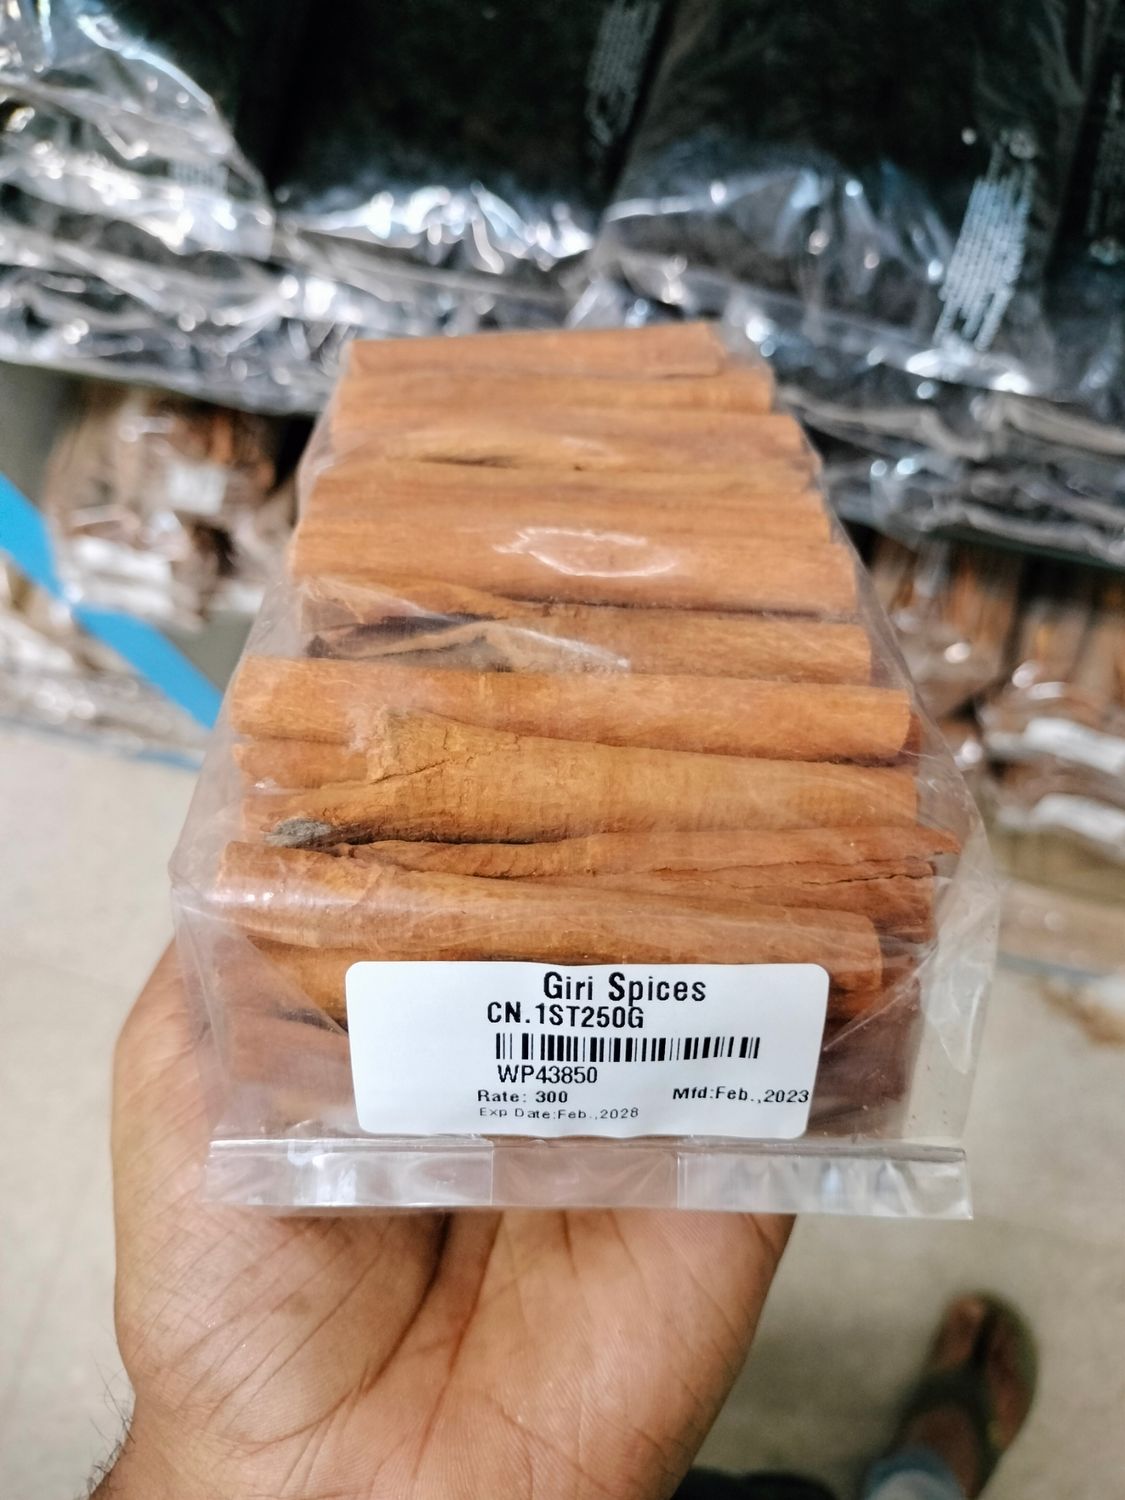 Giri Spices
CN.1ST250G
WP43850
Rate: 300 Mfd:Feb.,2023
Exp Date:Feb.,2028